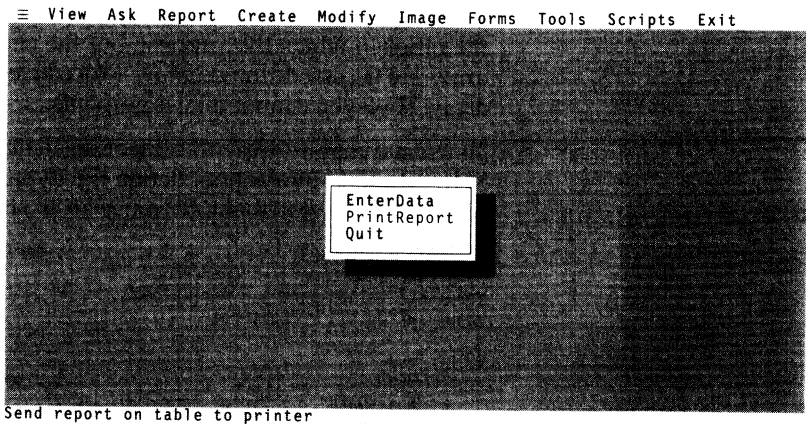 ≡ View Ask Report Create Modify Image Forms Tools Scripts Exit
EnterData
PrintReport
Quit
Send report on table to printer